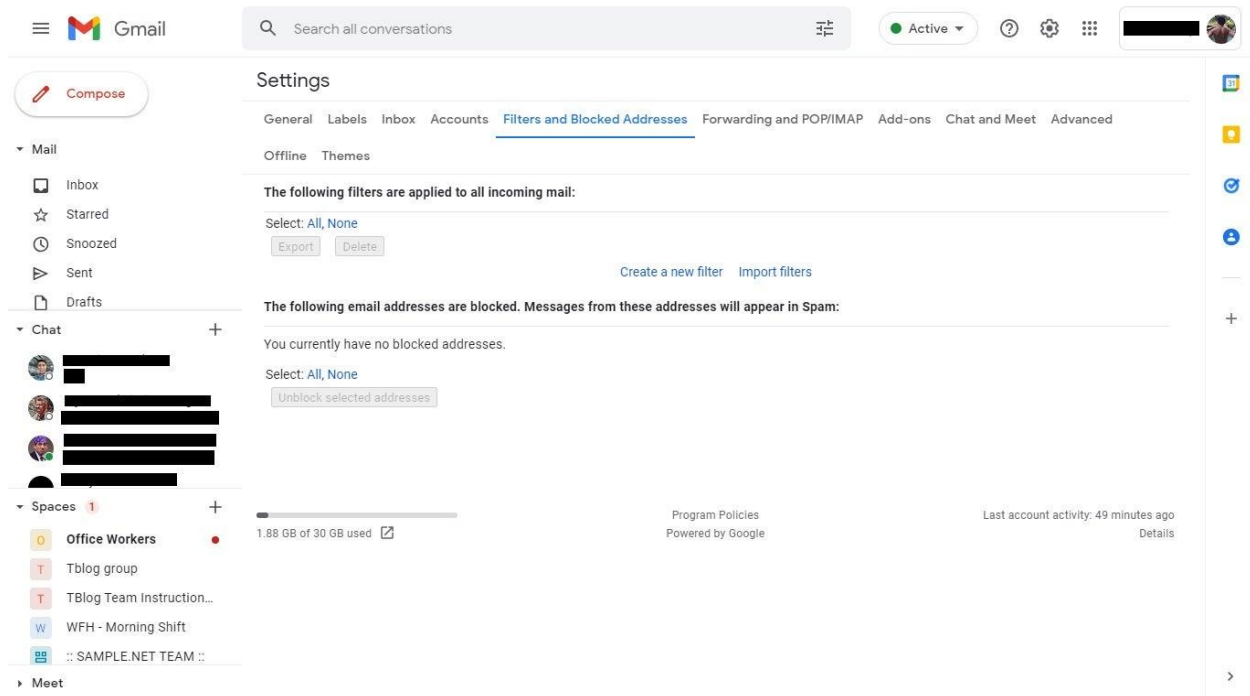 Gmail
Search all conversations
Active
Compose
Settings
General Labels Inbox Accounts Filters and Blocked Addresses Forwarding and POP/IMAP Add-ons Chat and Meet Advanced
Offline Themes
Mail
Inbox
Starred
Snoozed
Sent
Drafts
Chat
Spaces 1
O Office Workers
T Tblog group
T TBlog Team Instruction...
W WFH - Morning Shift
:: SAMPLE.NET TEAM ::
Meet
The following filters are applied to all incoming mail:
Select: All, None
Export Delete
Create a new filter Import filters
The following email addresses are blocked. Messages from these addresses will appear in Spam:
You currently have no blocked addresses.
Select: All, None
Unblock selected addresses
1.88 GB of 30 GB used
Program Policies
Powered by Google
Last account activity: 49 minutes ago
Details
31